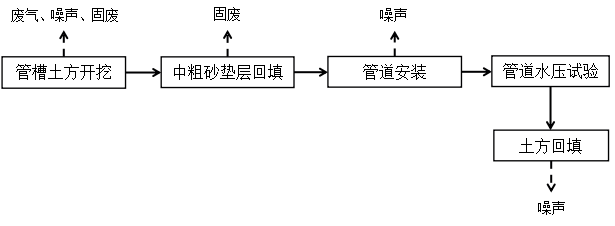 废气、噪声、固废
固废
噪声
管槽土方开挖
中粗砂垫层回填
管道安装
管道水压试验
土方回填
噪声